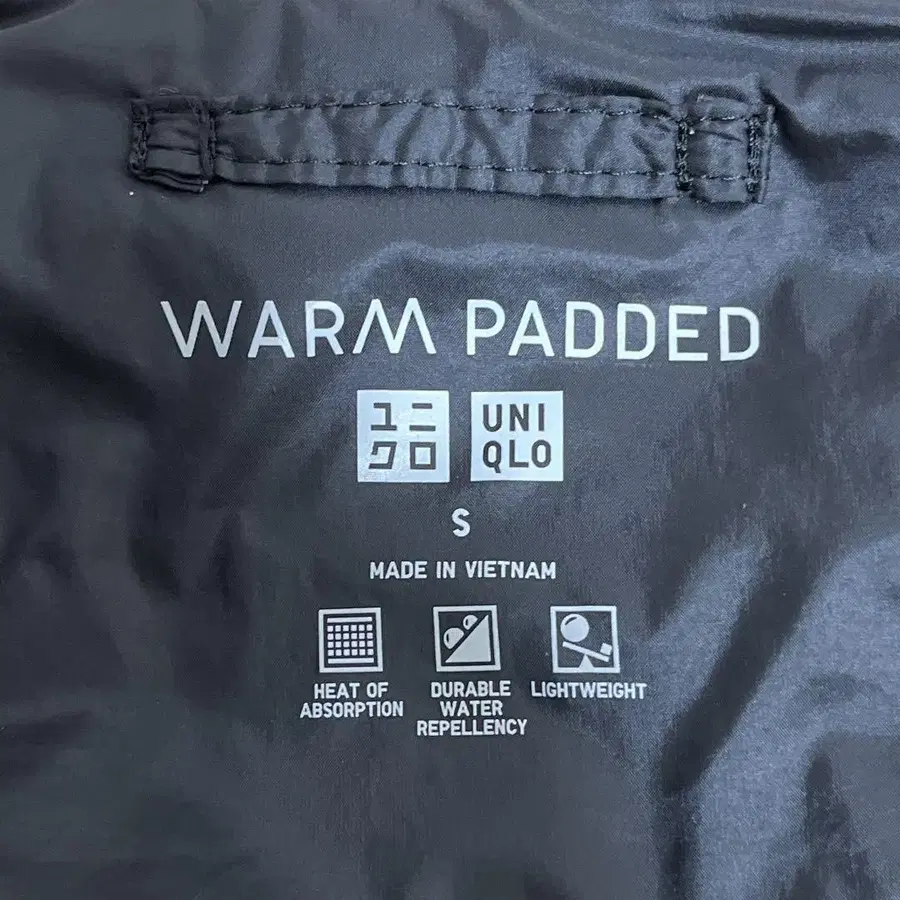 WARM PADDED
ユニ UNI
クロ QLO
S
MADE IN VIETNAM
HEAT OF DURABLE LIGHTWEIGHT
ABSORPTION WATER
REPELLENCY